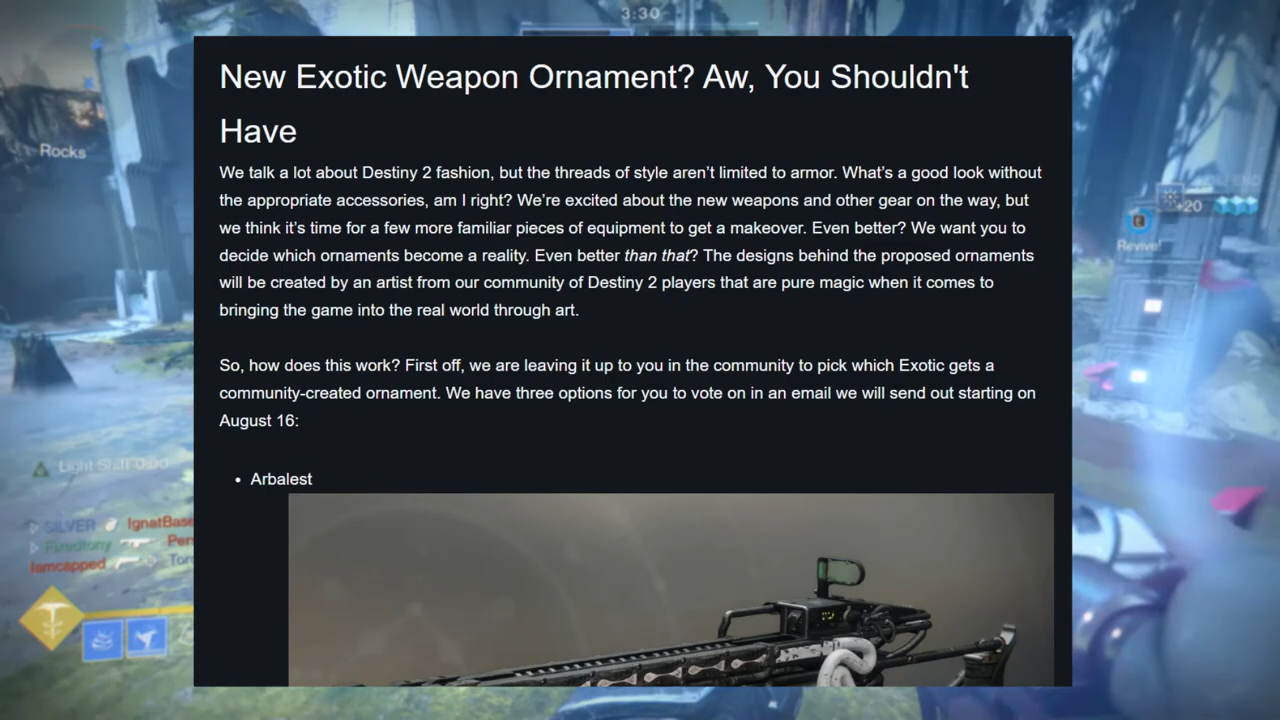 3:30
New Exotic Weapon Ornament? Aw, You Shouldn't
Have
Rocks
We talk a lot about Destiny 2 fashion, but the threads of style aren’t limited to armor. What’s a good look without
the appropriate accessories, am I right? We’re excited about the new weapons and other gear on the way, but
we think it’s time for a few more familiar pieces of equipment to get a makeover. Even better? We want you to
decide which ornaments become a reality. Even better than that? The designs behind the proposed ornaments
will be created by an artist from our community of Destiny 2 players that are pure magic when it comes to
bringing the game into the real world through art.
+20
Revive!
So, how does this work? First off, we are leaving it up to you in the community to pick which Exotic gets a
community-created ornament. We have three options for you to vote on in an email we will send out starting on
August 16:
• Arbalest
Light Shift 0:00
SILVER IgnatBase
Fixedtony Per
Iamcapped Tor